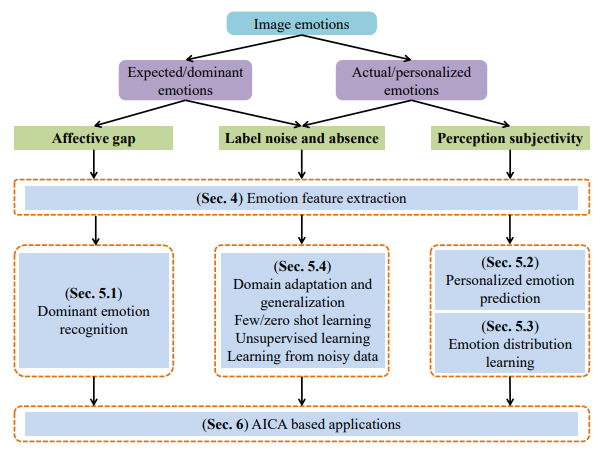 Image emotions
Expected/dominant
emotions
Actual/personalized
emotions
Affective gap
Label noise and absence
Perception subjectivity
(Sec. 4) Emotion feature extraction
(Sec. 5.1)
Dominant emotion
recognition
(Sec. 5.4)
Domain adaptation and
generalization
Few/zero shot learning
Unsupervised learning
Learning from noisy data
(Sec. 5.2)
Personalized emotion
prediction
(Sec. 5.3)
Emotion distribution
learning
(Sec. 6) AICA based applications